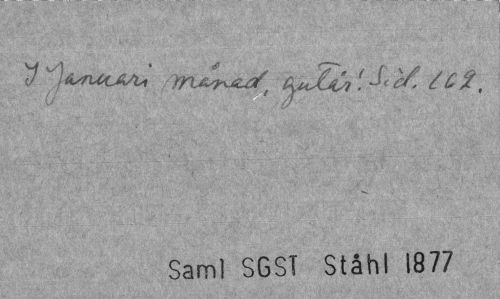 I Januari månad, gutår! Sid. 162.
Saml SGST Ståhl 1877